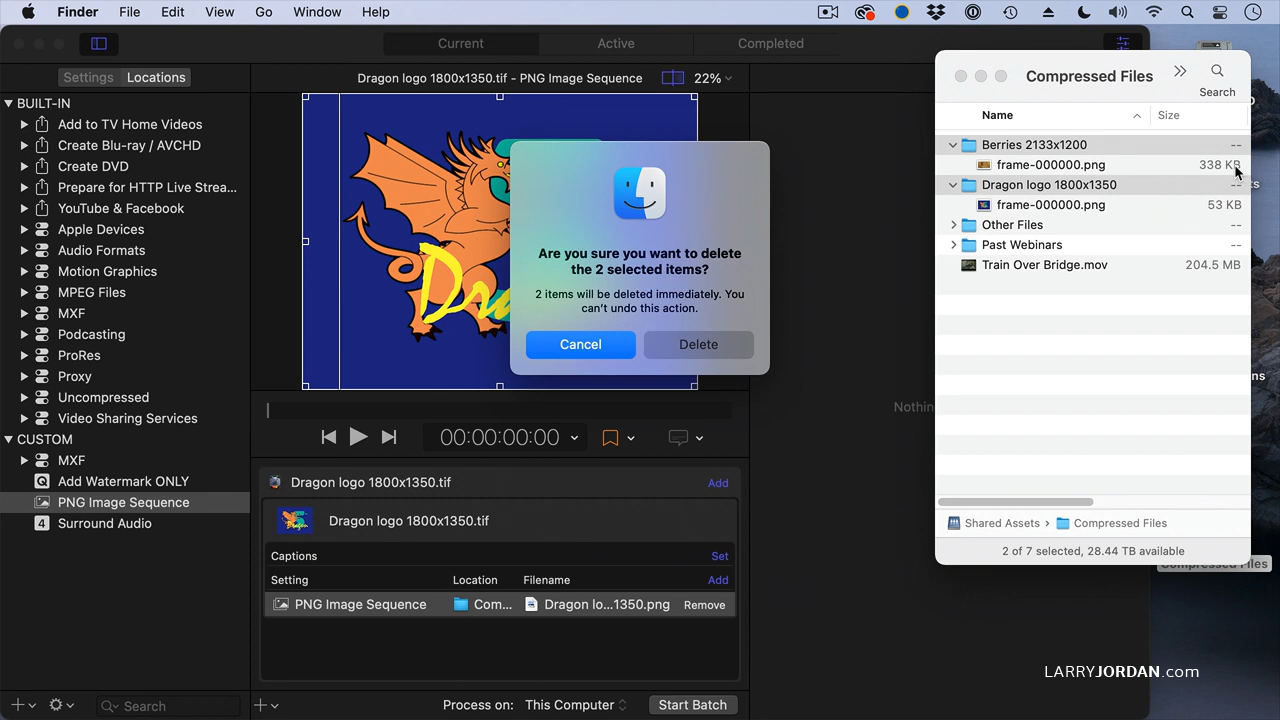 Finder File Edit View Go Window Help
Current Active Completed
Settings Locations
Dragon logo 1800x1350.tif - PNG Image Sequence 22%
BUILT-IN
Add to TV Home Videos
Create Blu-ray / AVCHD
Create DVD
Prepare for HTTP Live Strea...
YouTube & Facebook
Apple Devices
Audio Formats
Motion Graphics
MPEG Files
MXF
Podcasting
ProRes
Proxy
Uncompressed
Video Sharing Services
CUSTOM
MXF
Add Watermark ONLY
PNG Image Sequence
Surround Audio
Search
Are you sure you want to delete
the 2 selected items?
2 items will be deleted immediately. You
can't undo this action.
Cancel Delete
00:00:00:00
Dragon logo 1800x1350.tif Add
Dragon logo 1800x1350.tif
Captions Set
Setting Location Filename Add
PNG Image Sequence Com... Dragon lo...1350.png Remove
Process on: This Computer Start Batch
Nothin
Compressed Files
Search
Name Size
Berries 2133x1200 --
frame-000000.png 338 KB
Dragon logo 1800x1350 --
frame-000000.png 53 KB
Other Files --
Past Webinars --
Train Over Bridge.mov 204.5 MB
Shared Assets › Compressed Files
2 of 7 selected, 28.44 TB available
Compressed Files
LARRYJORDAN.com